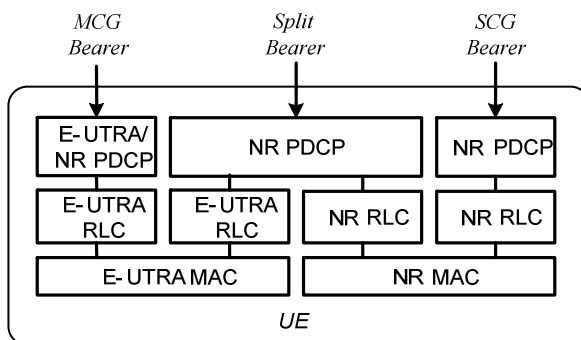 MCG
Bearer
Split
Bearer
SCG
Bearer
E-UTRA/
NR PDCP
NR PDCP
NR PDCP
E-UTRA
RLC
E-UTRA
RLC
NR RLC
NR RLC
E-UTRA MAC
NR MAC
UE